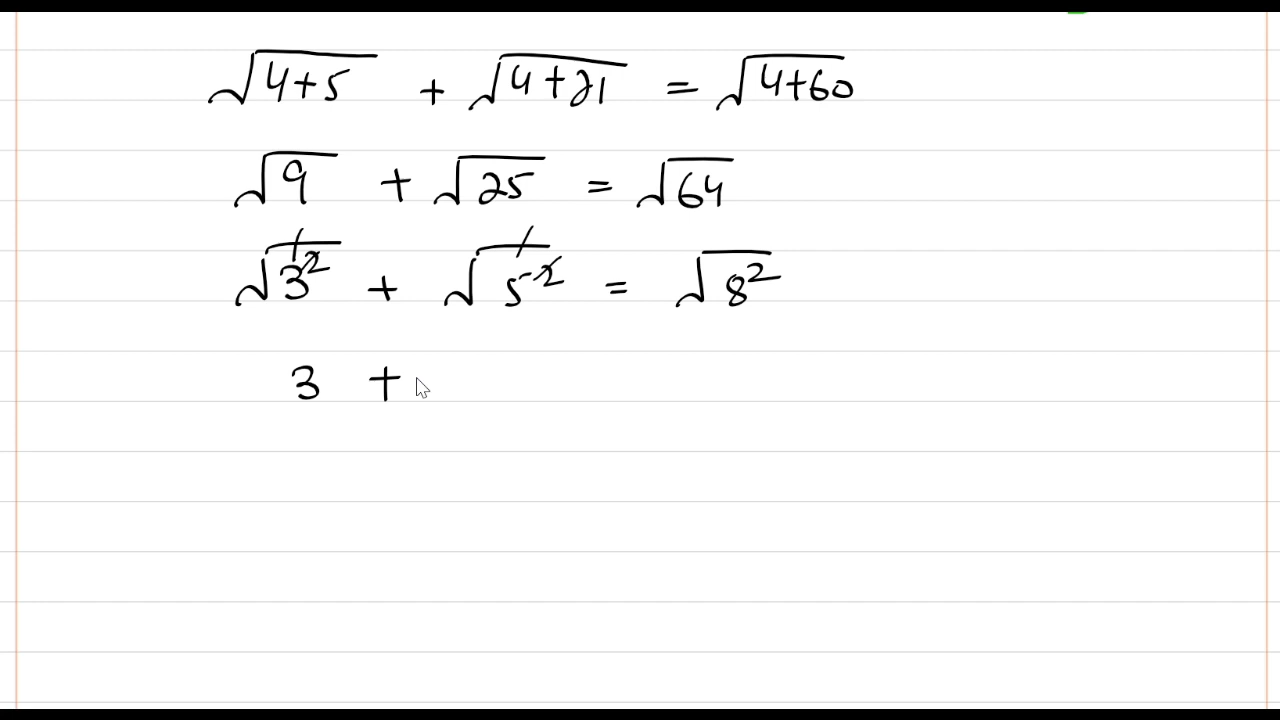 √4+5 + √4+21 = √4+60
√9 + √25 = √64
√3² + √5² = √8²
3 +